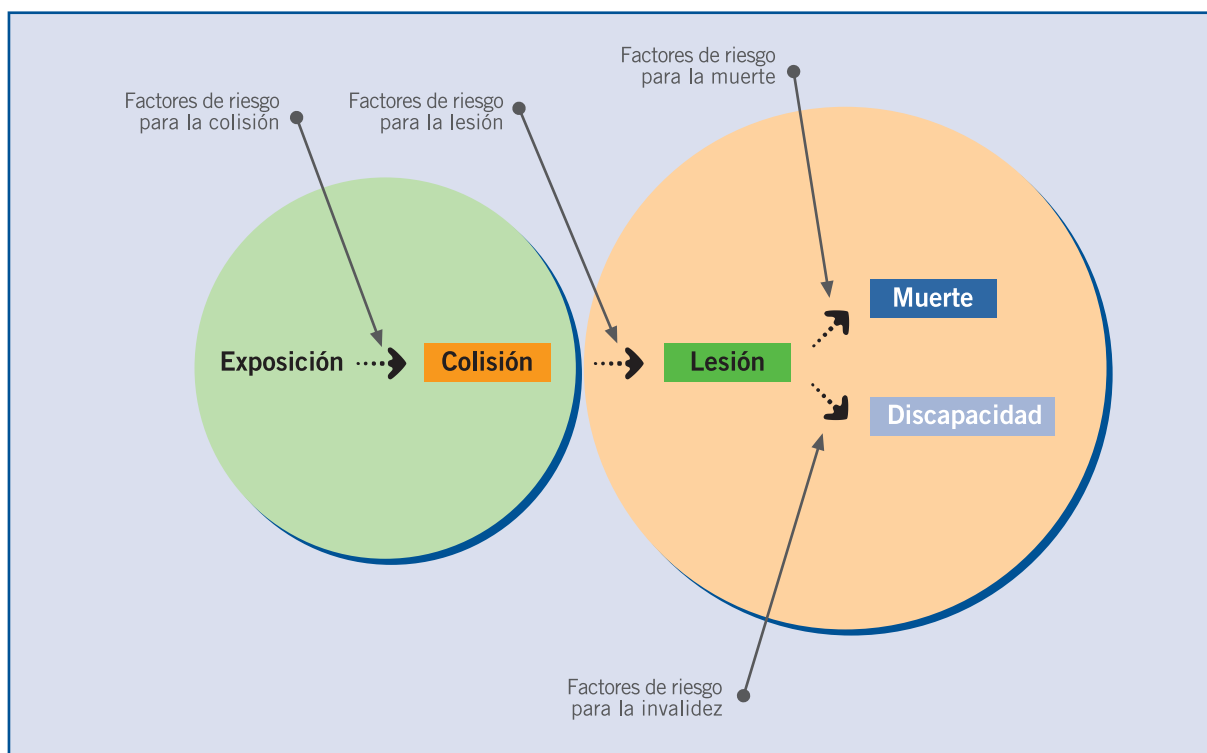 Factores de riesgo
para la muerte
Factores de riesgo
para la colisión
Factores de riesgo
para la lesión
Exposición
Colisión
Lesión
Muerte
Discapacidad
Factores de riesgo
para la invalidez